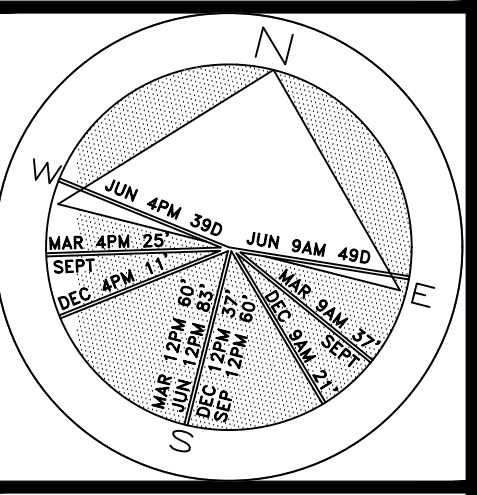 N
W
JUN 4PM 39D
JUN 9AM 49D
MAR 4PM 25'
SEPT
DEC 4PM 11'
MAR 9AM 37'
SEPT
DEC 9AM 21'
E
MAR 12PM 60'
JUN 12PM 83'
DEC 12PM 37'
SEP 12PM 60'
S